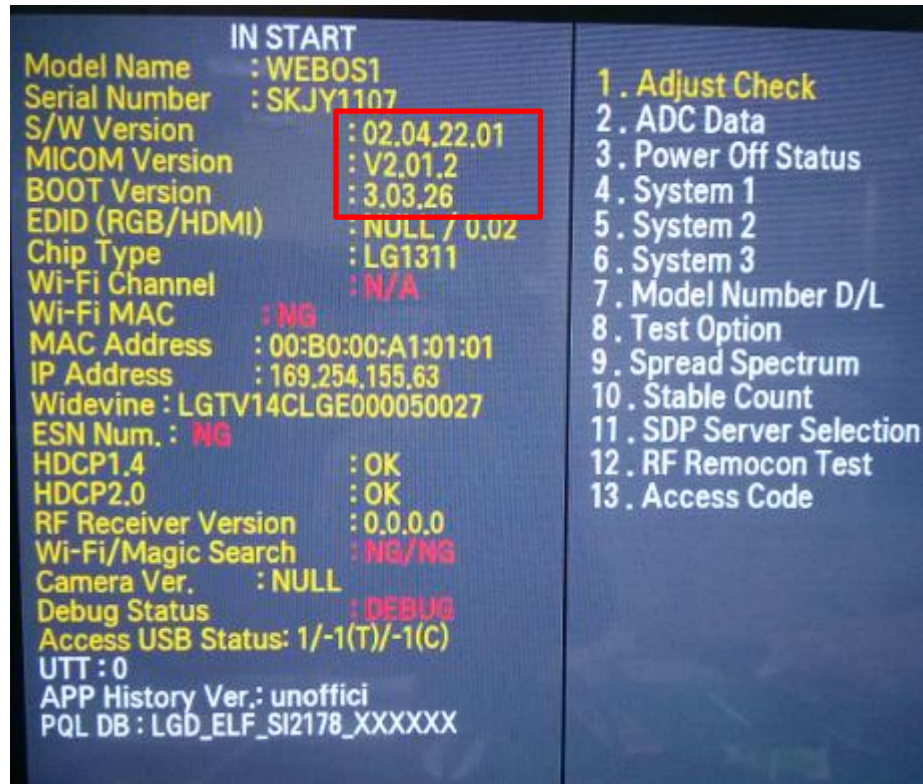 IN START
Model Name : WEBOS1
Serial Number : SKJY1107
S/W Version : 02.04.22.01
MICOM Version : V2.01.2
BOOT Version : 3.03.26
EDID (RGB/HDMI) : NULL / 0.02
Chip Type : LG1311
Wi-Fi Channel : N/A
Wi-Fi MAC : NG
MAC Address : 00:B0:00:A1:01:01
IP Address : 169.254.155.63
Widevine : LGTV14CLGE000050027
ESN Num. : NG
HDCP1.4 : OK
HDCP2.0 : OK
RF Receiver Version : 0.0.0.0
Wi-Fi/Magic Search : NG/NG
Camera Ver. : NULL
Debug Status : DEBUG
Access USB Status: 1/-1(T)/-1(C)
UTT : 0
APP History Ver.: unoffici
PQL DB : LGD_ELF_SI2178_XXXXXX
1 . Adjust Check
2 . ADC Data
3 . Power Off Status
4 . System 1
5 . System 2
6 . System 3
7 . Model Number D/L
8 . Test Option
9 . Spread Spectrum
10 . Stable Count
11 . SDP Server Selection
12 . RF Remocon Test
13 . Access Code